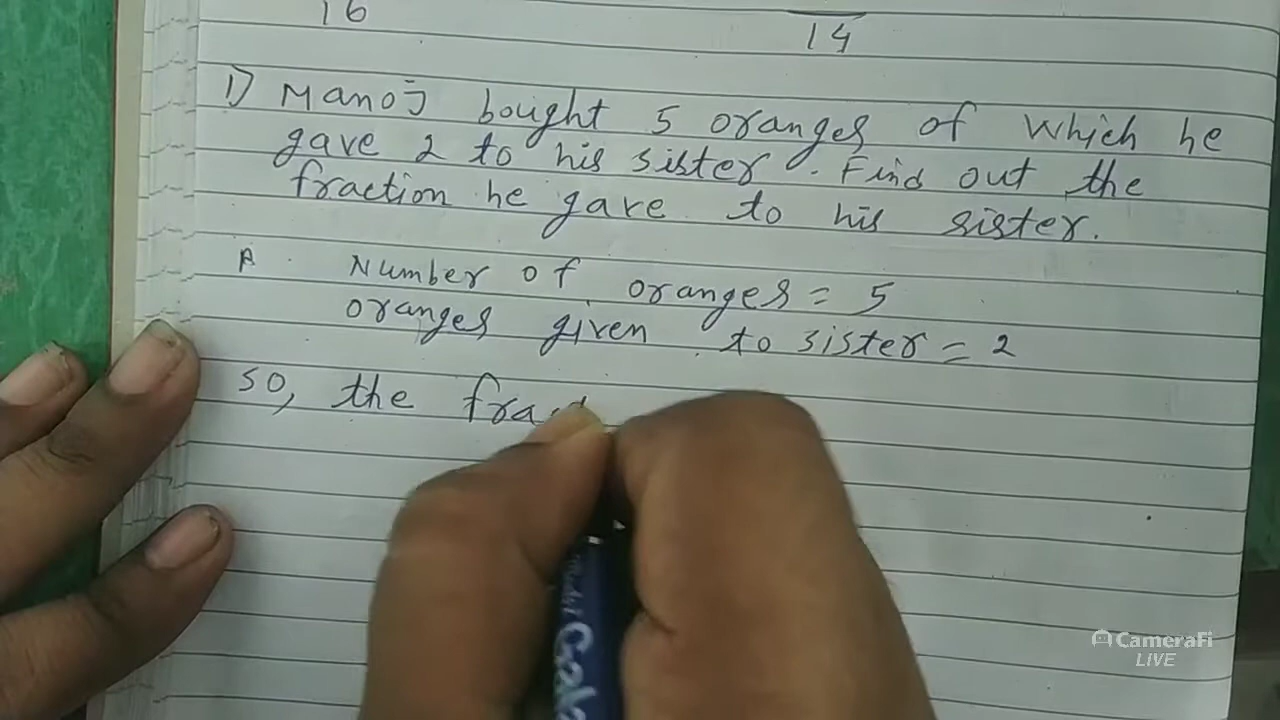 16
14
1) Manoj bought 5 oranges of which he
gave 2 to his sister. Find out the
fraction he gave to his sister.
A. Number of oranges = 5
oranges given to sister = 2
so, the fract
CameraFi
LIVE